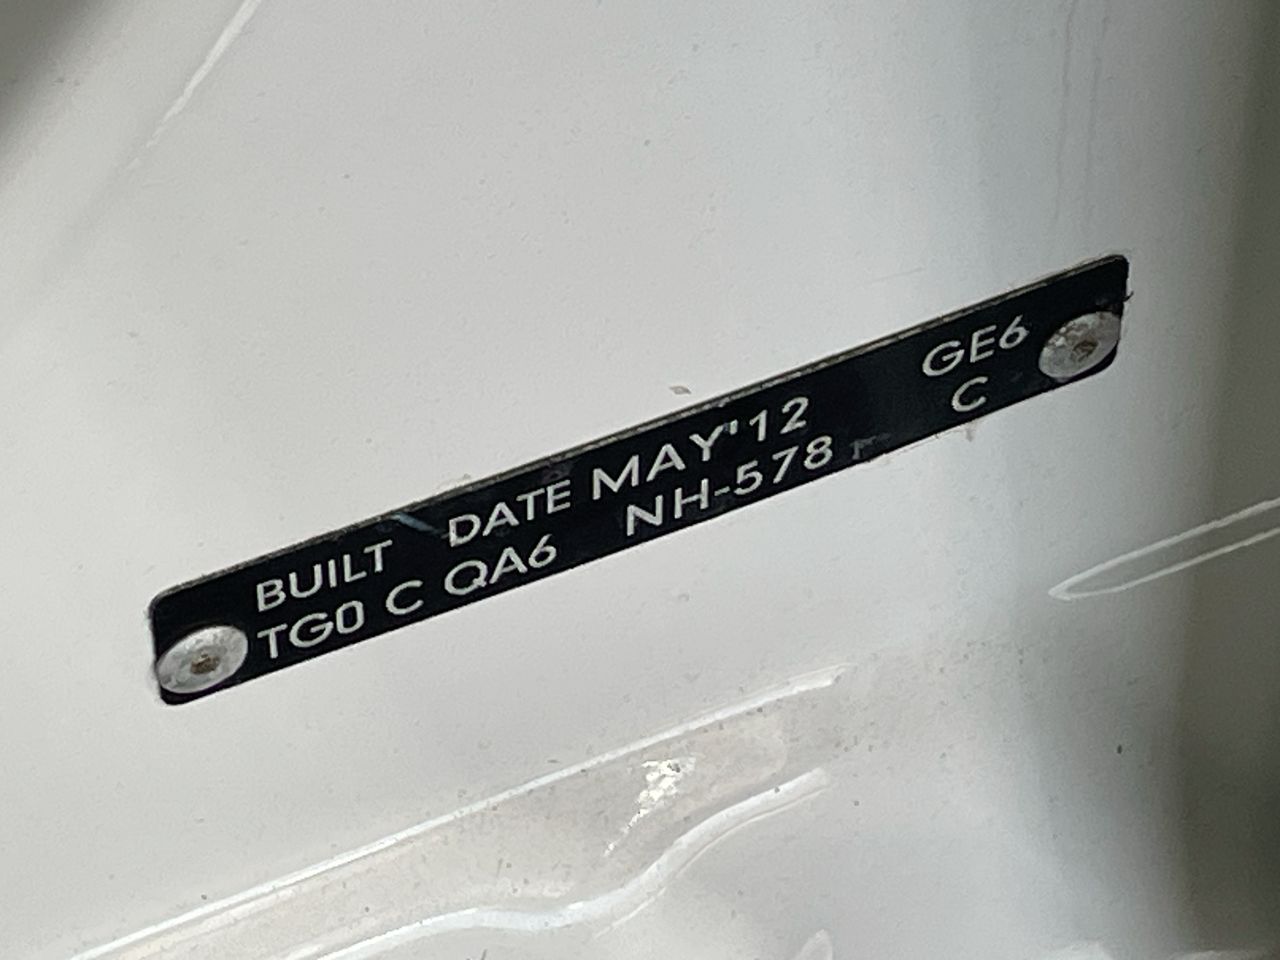 BUILT DATE MAY'12 GE6
TG0 C QA6 NH-578 C